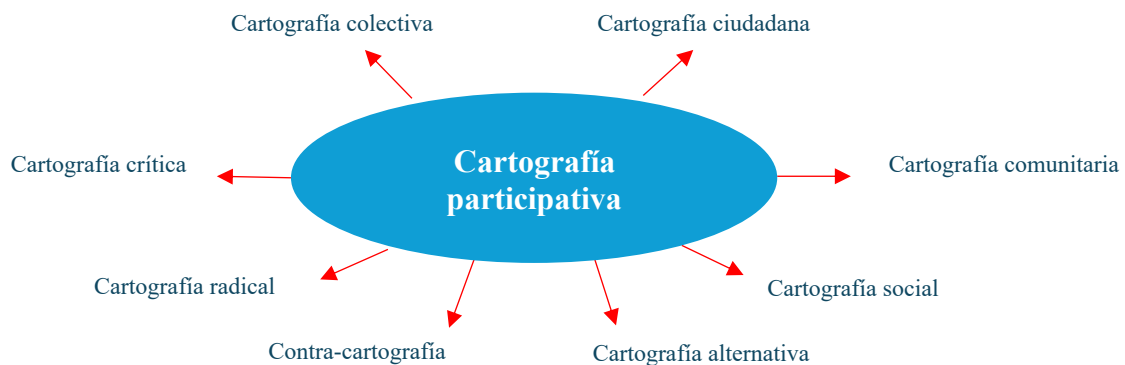 Cartografía colectiva
Cartografía ciudadana
Cartografía
participativa
Cartografía crítica
Cartografía comunitaria
Cartografía radical
Cartografía social
Contra-cartografía
Cartografía alternativa